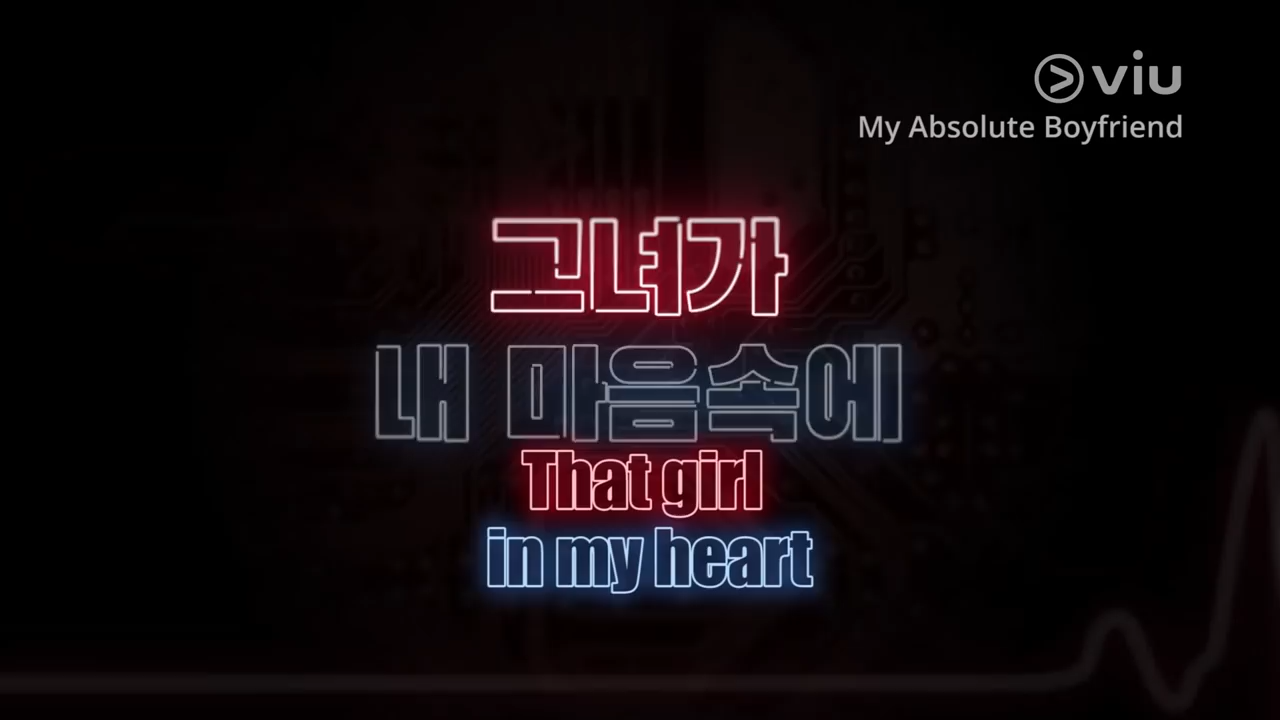 viu
My Absolute Boyfriend
그녀가
내 마음속에
That girl
in my heart